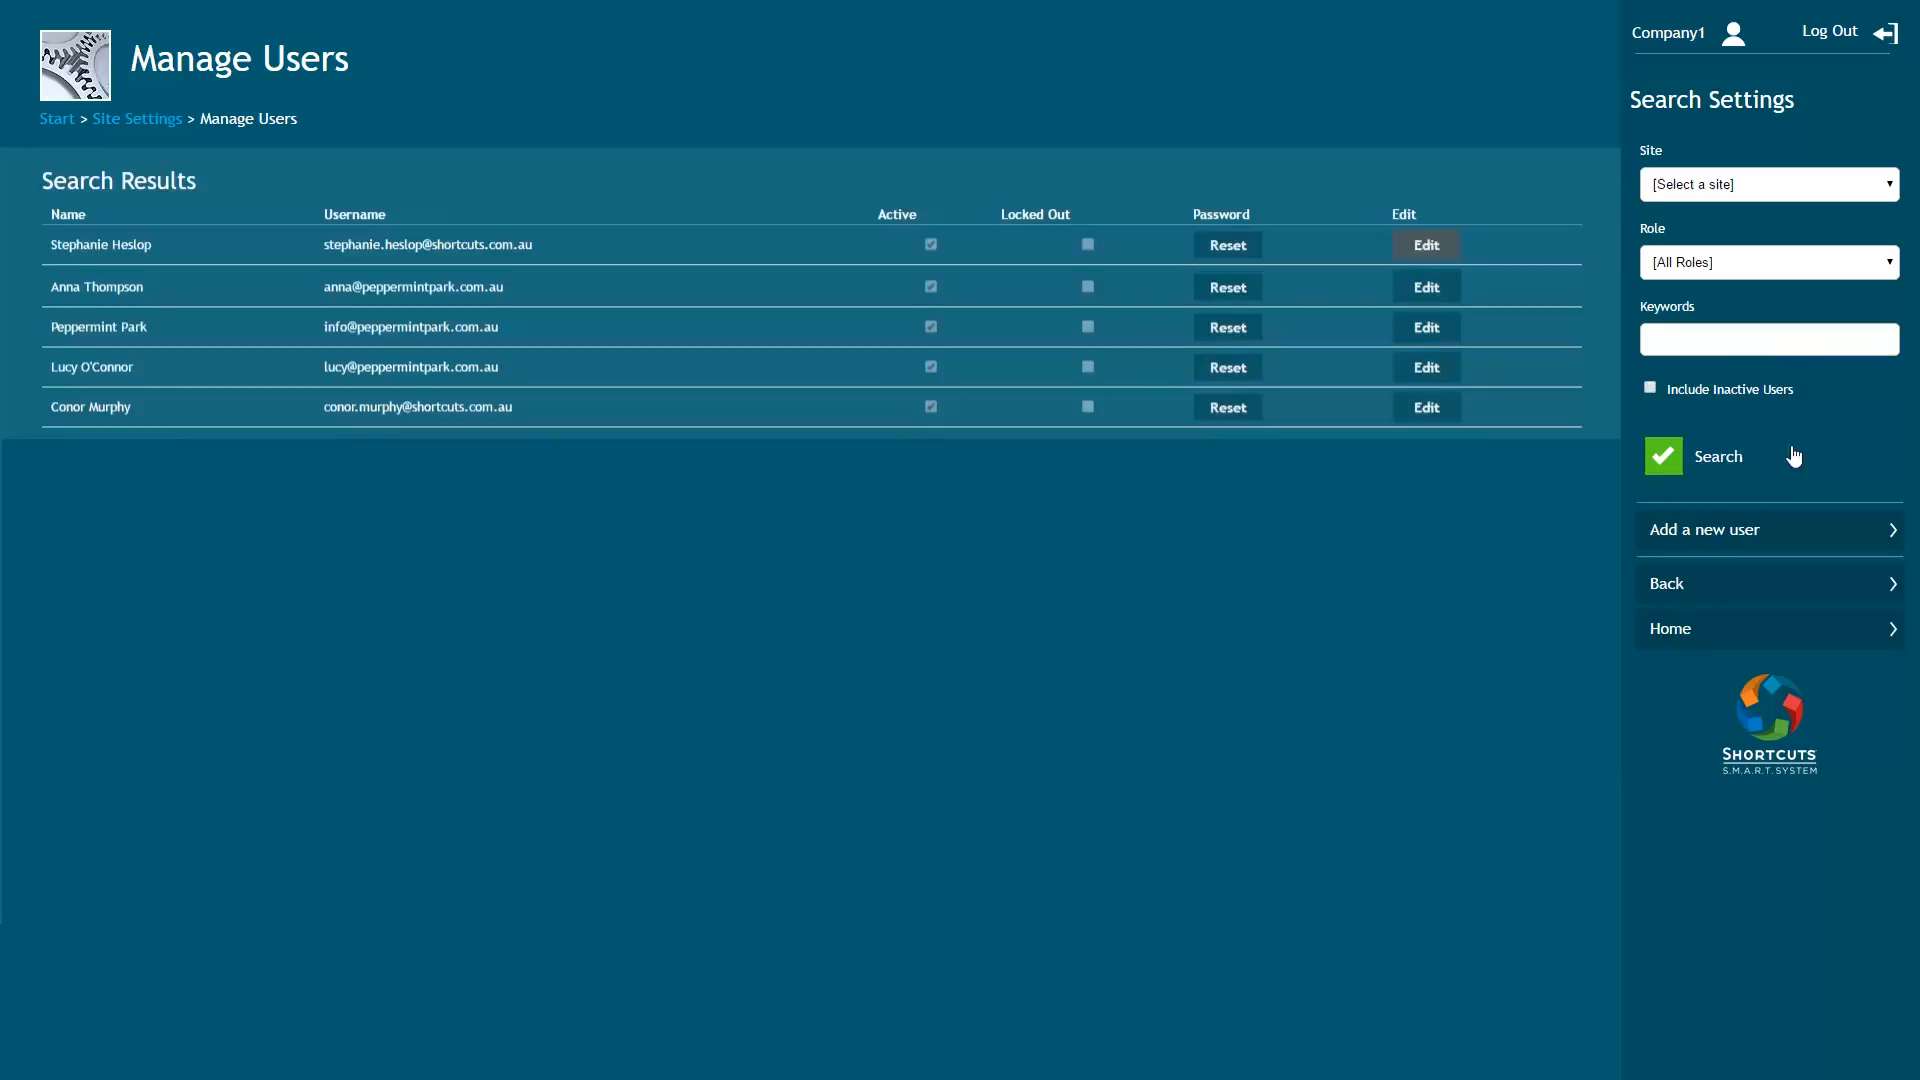 Manage Users
Start > Site Settings > Manage Users
Search Results
Name Username Active Locked Out Password Edit
Stephanie Heslop stephanie.heslop@shortcuts.com.au Reset Edit
Anna Thompson anna@peppermintpark.com.au Reset Edit
Peppermint Park info@peppermintpark.com.au Reset Edit
Lucy O'Connor lucy@peppermintpark.com.au Reset Edit
Conor Murphy conor.murphy@shortcuts.com.au Reset Edit
Company1 Log Out
Search Settings
Site
[Select a site]
Role
[All Roles]
Keywords
Include Inactive Users
Search
Add a new user
Back
Home
SHORTCUTS
S.M.A.R.T. SYSTEM